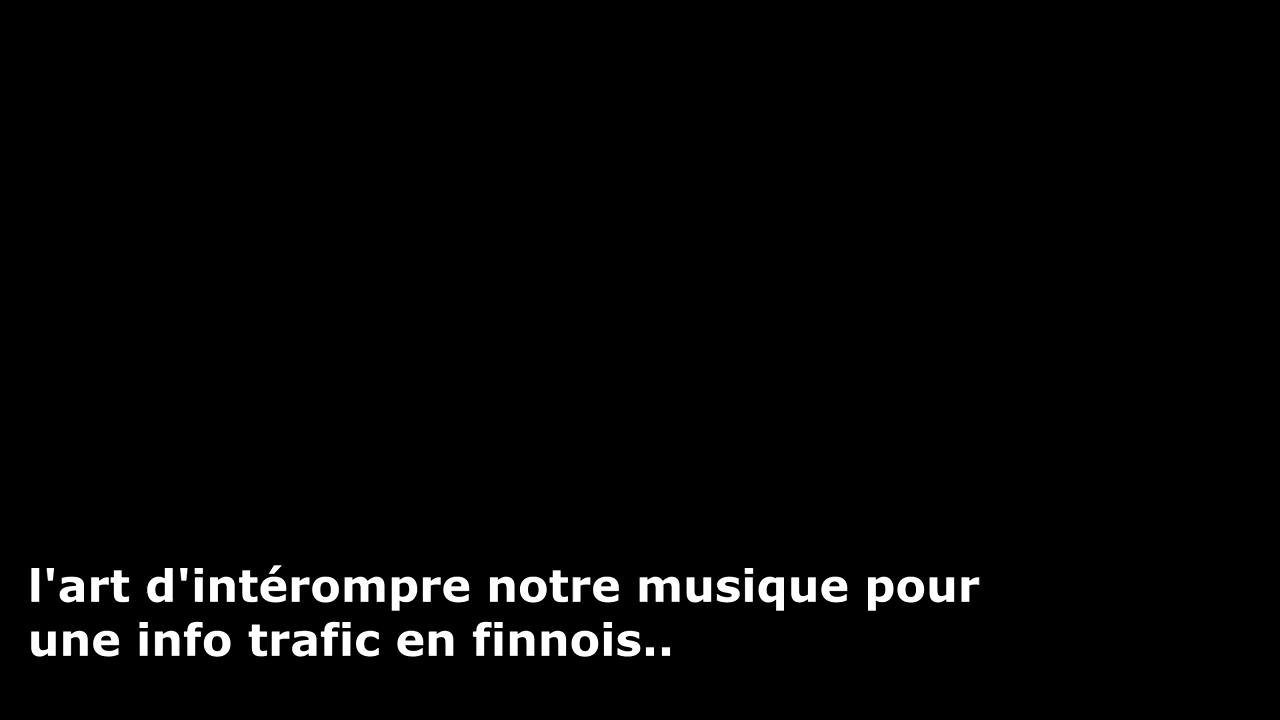 l'art d'intérompre notre musique pour
une info trafic en finnois..